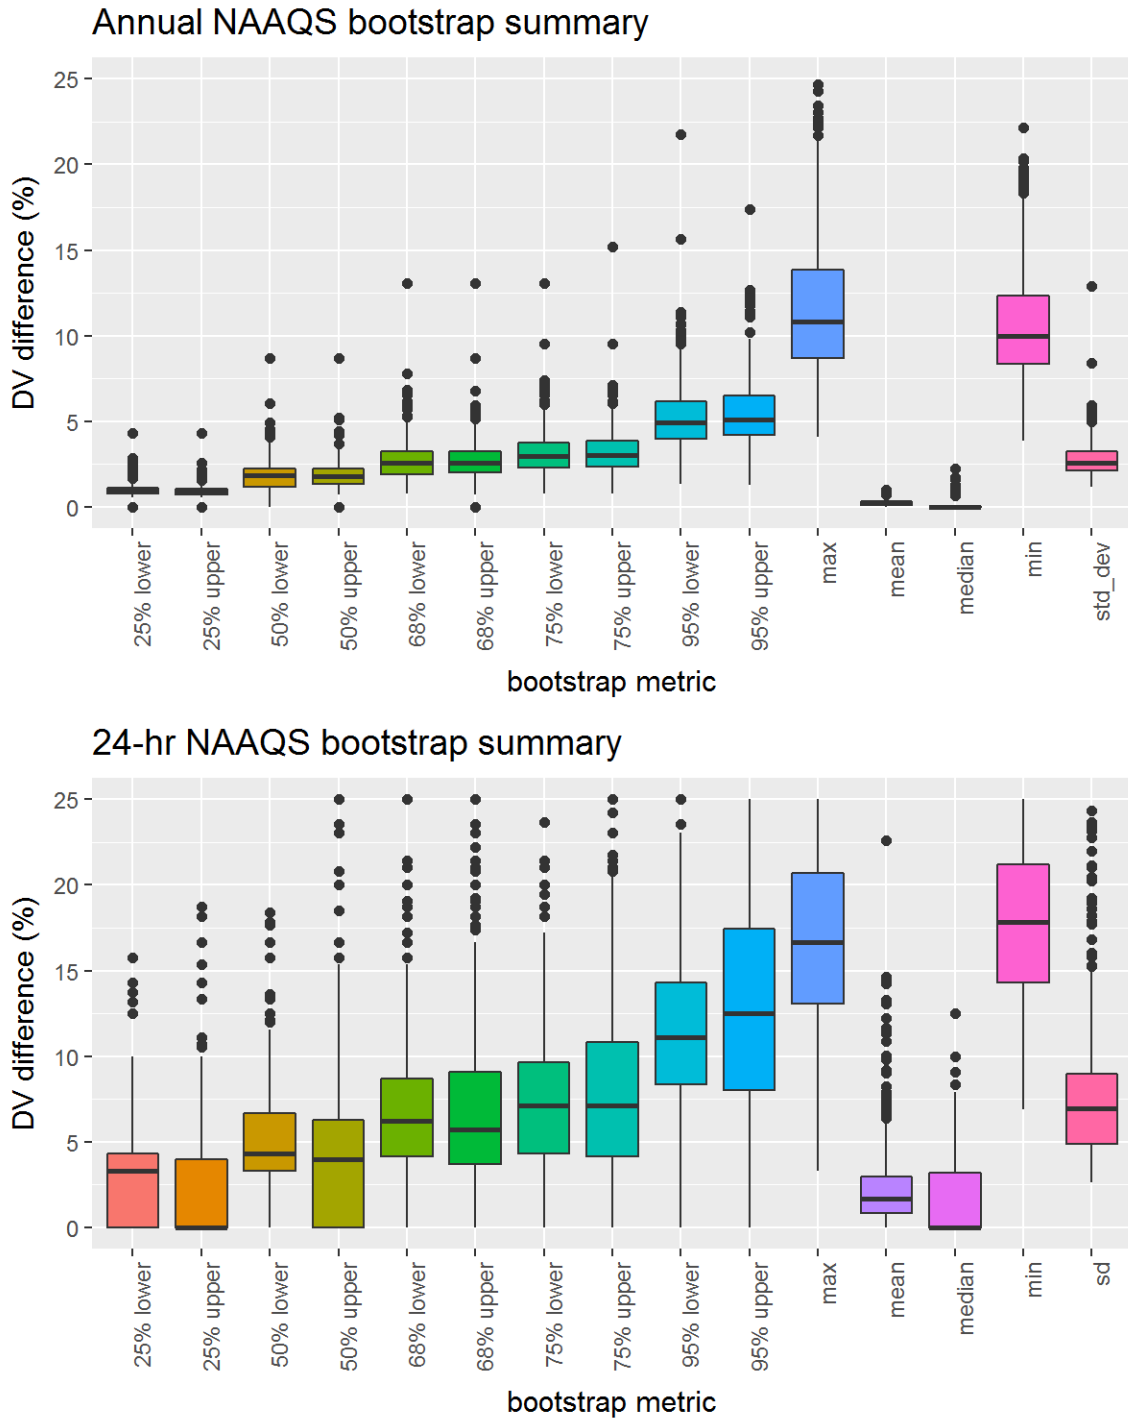 Annual NAAQS bootstrap summary
DV difference (%)
25
20
15
10
5
0
25% lower
25% upper
50% lower
50% upper
68% lower
68% upper
75% lower
75% upper
95% lower
95% upper
max
mean
median
min
std_dev
bootstrap metric
24-hr NAAQS bootstrap summary
DV difference (%)
25
20
15
10
5
0
25% lower
25% upper
50% lower
50% upper
68% lower
68% upper
75% lower
75% upper
95% lower
95% upper
max
mean
median
min
sd
bootstrap metric